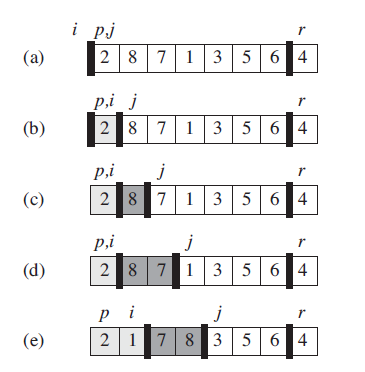 i p,j r
(a) 2 8 7 1 3 5 6 4
p,i j r
(b) 2 8 7 1 3 5 6 4
p,i j r
(c) 2 8 7 1 3 5 6 4
p,i j r
(d) 2 8 7 1 3 5 6 4
p i j r
(e) 2 1 7 8 3 5 6 4